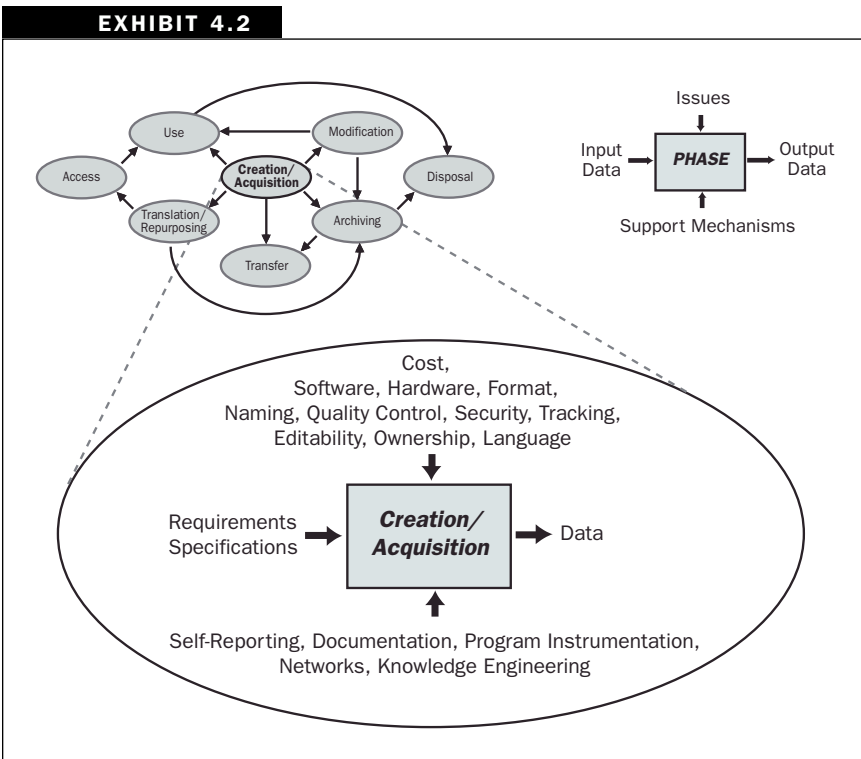 EXHIBIT 4.2
Use
Modification
Access
Creation/
Acquisition
Disposal
Translation/
Repurposing
Archiving
Transfer
Issues
Input
Data
PHASE
Output
Data
Support Mechanisms
Cost,
Software, Hardware, Format,
Naming, Quality Control, Security, Tracking,
Editability, Ownership, Language
Requirements
Specifications
Creation/
Acquisition
Data
Self-Reporting, Documentation, Program Instrumentation,
Networks, Knowledge Engineering